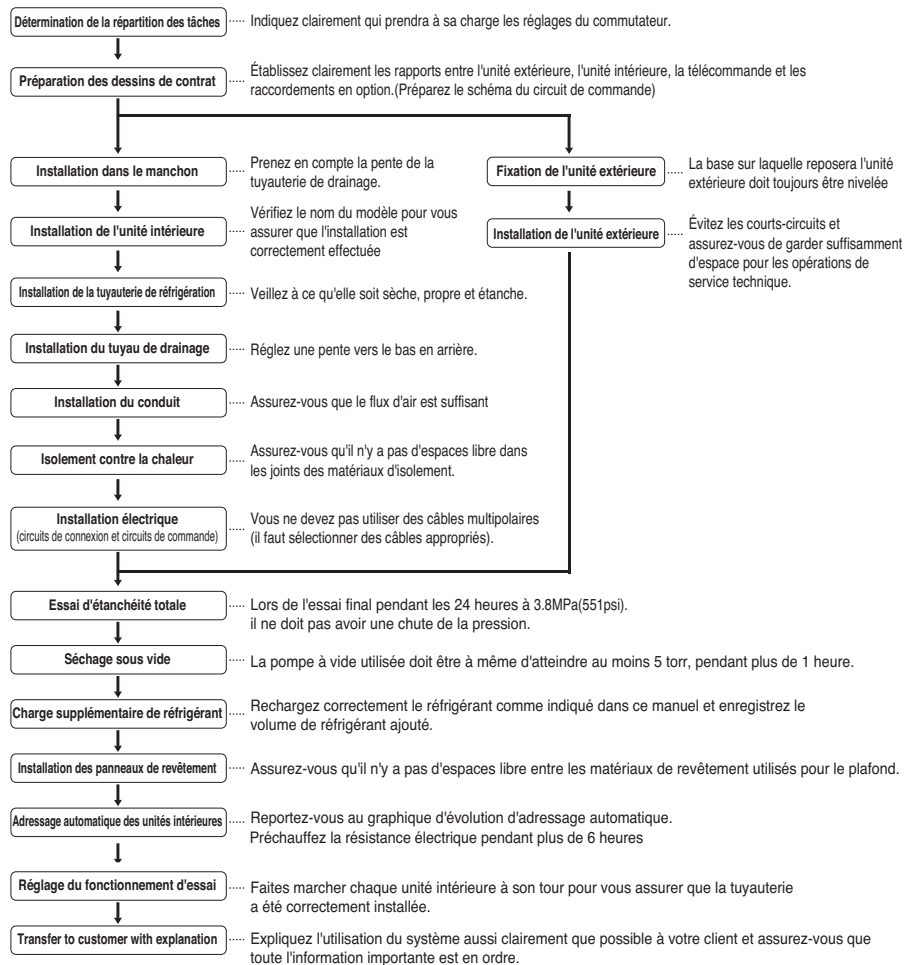 Détermination de la répartition des tâches
Indiquez clairement qui prendra à sa charge les réglages du commutateur.
Préparation des dessins de contrat
Établissez clairement les rapports entre l'unité extérieure, l'unité intérieure, la télécommande et les
raccordements en option.(Préparez le schéma du circuit de commande)
Installation dans le manchon
Prenez en compte la pente de la
tuyauterie de drainage.
Fixation de l'unité extérieure
La base sur laquelle reposera l'unité
extérieure doit toujours être nivelée
Installation de l'unité intérieure
Vérifiez le nom du modèle pour vous
assurer que l'installation est
correctement effectuée
Installation de l'unité extérieure
Évitez les courts-circuits et
assurez-vous de garder suffisamment
d'espace pour les opérations de
service technique.
Installation de la tuyauterie de réfrigération
Veillez à ce qu'elle soit sèche, propre et étanche.
Installation du tuyau de drainage
Réglez une pente vers le bas en arrière.
Installation du conduit
Assurez-vous que le flux d'air est suffisant
Isolement contre la chaleur
Assurez-vous qu'il n'y a pas d'espaces libre dans
les joints des matériaux d'isolement.
Installation électrique
(circuits de connexion et circuits de commande)
Vous ne devez pas utiliser des câbles multipolaires
(il faut sélectionner des câbles appropriés).
Essai d'étanchéité totale
Lors de l'essai final pendant les 24 heures à 3.8MPa(551psi).
il ne doit pas avoir une chute de la pression.
Séchage sous vide
La pompe à vide utilisée doit être à même d'atteindre au moins 5 torr, pendant plus de 1 heure.
Charge supplémentaire de réfrigérant
Rechargez correctement le réfrigérant comme indiqué dans ce manuel et enregistrez le
volume de réfrigérant ajouté.
Installation des panneaux de revêtement
Assurez-vous qu'il n'y a pas d'espaces libre entre les matériaux de revêtement utilisés pour le plafond.
Adressage automatique des unités intérieures
Reportez-vous au graphique d'évolution d'adressage automatique.
Préchauffez la résistance électrique pendant plus de 6 heures
Réglage du fonctionnement d'essai
Faites marcher chaque unité intérieure à son tour pour vous assurer que la tuyauterie
a été correctement installée.
Transfer to customer with explanation
Expliquez l'utilisation du système aussi clairement que possible à votre client et assurez-vous que
toute l'information importante est en ordre.